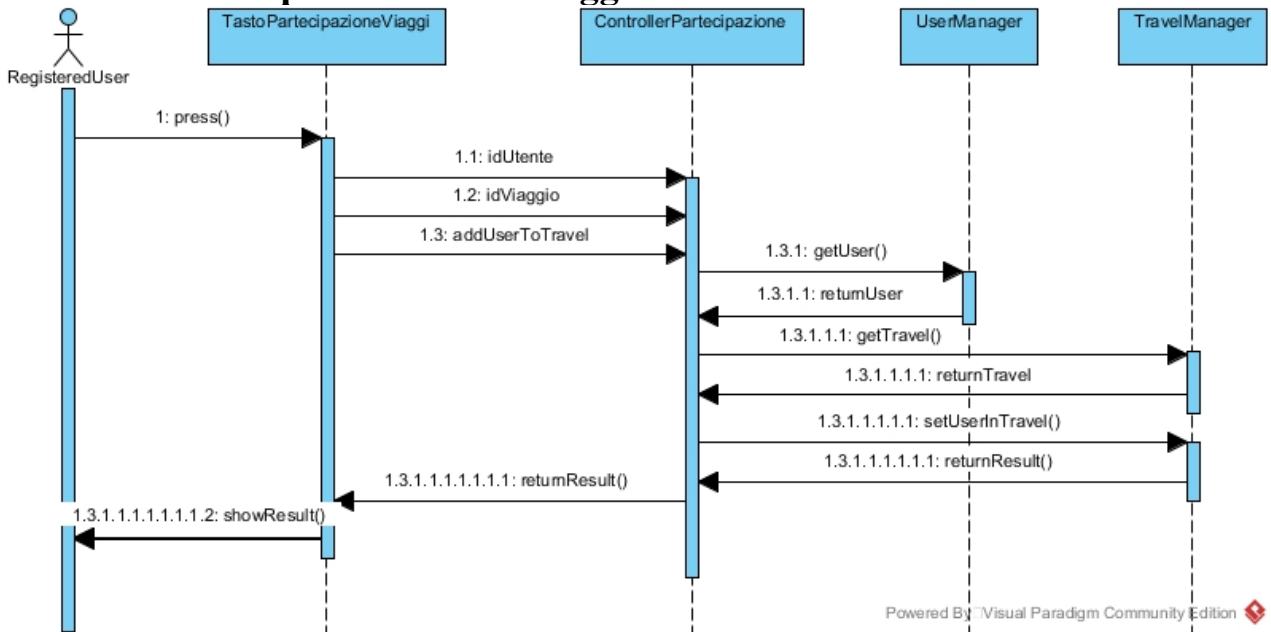 TastoPartecipazioneViaggi
ControllerPartecipazione
UserManager
TravelManager
RegisteredUser
1: press()
1.1: idUtente
1.2: idViaggio
1.3: addUserToTravel
1.3.1: getUser()
1.3.1.1: returnUser
1.3.1.1.1: getTravel()
1.3.1.1.1.1: returnTravel
1.3.1.1.1.1.1: setUserInTravel()
1.3.1.1.1.1.1.1: returnResult()
1.3.1.1.1.1.1.1.1: returnResult()
1.3.1.1.1.1.1.1.1.2: showResult()
Powered By Visual Paradigm Community Edition